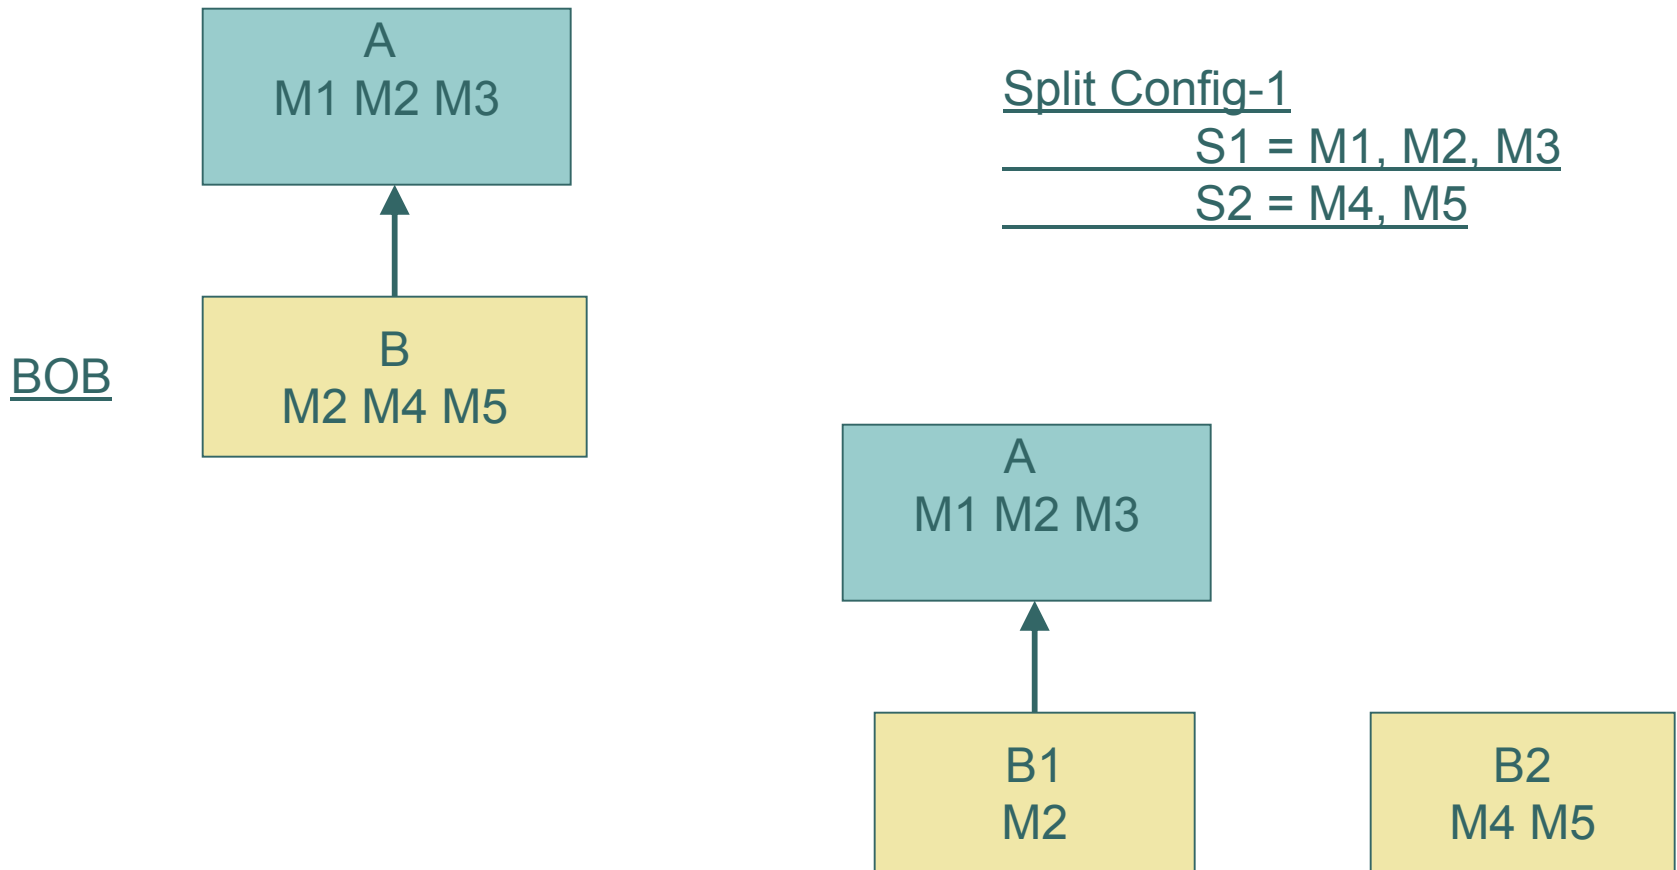 A
M1 M2 M3
Split Config-1
S1 = M1, M2, M3
S2 = M4, M5
BOB
B
M2 M4 M5
A
M1 M2 M3
B1
M2
B2
M4 M5